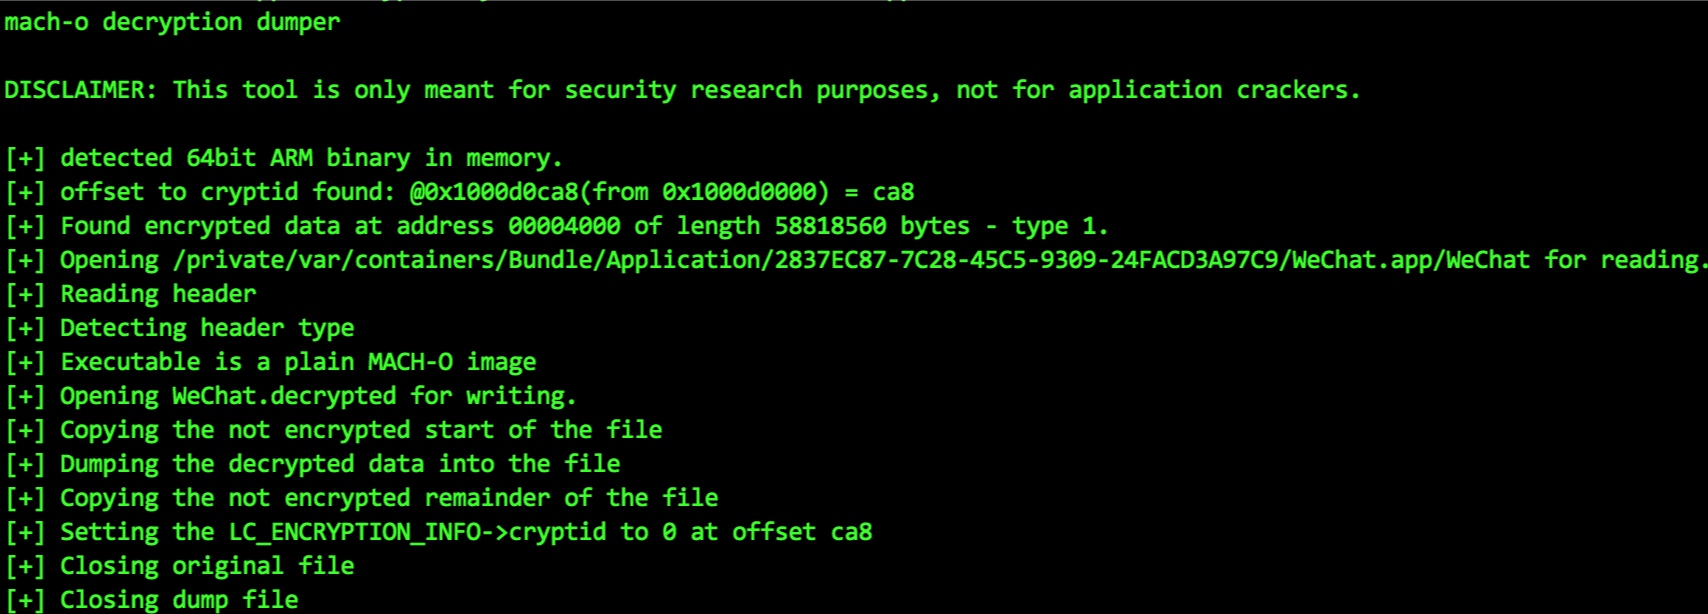 mach-o decryption dumper
DISCLAIMER: This tool is only meant for security research purposes, not for application crackers.
[+] detected 64bit ARM binary in memory.
[+] offset to cryptid found: @0x1000d0ca8(from 0x1000d0000) = ca8
[+] Found encrypted data at address 00004000 of length 58818560 bytes - type 1.
[+] Opening /private/var/containers/Bundle/Application/2837EC87-7C28-45C5-9309-24FACD3A97C9/WeChat.app/WeChat for reading.
[+] Reading header
[+] Detecting header type
[+] Executable is a plain MACH-O image
[+] Opening WeChat.decrypted for writing.
[+] Copying the not encrypted start of the file
[+] Dumping the decrypted data into the file
[+] Copying the not encrypted remainder of the file
[+] Setting the LC_ENCRYPTION_INFO->cryptid to 0 at offset ca8
[+] Closing original file
[+] Closing dump file